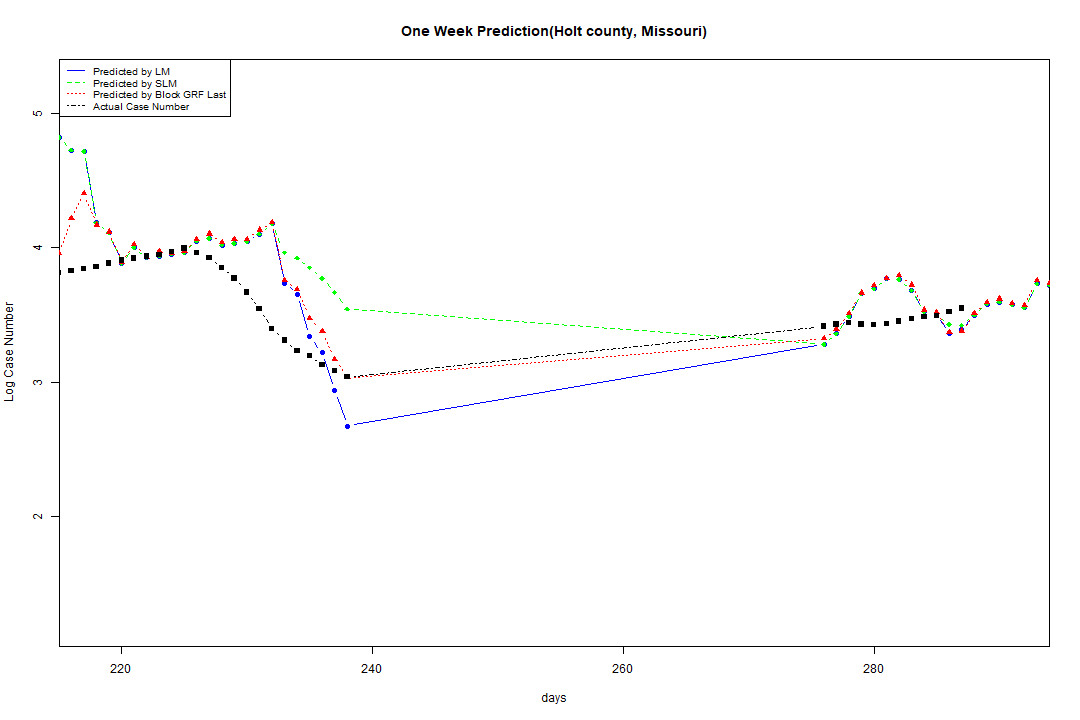 One Week Prediction(Holt county, Missouri)
Predicted by LM
Predicted by SLM
Predicted by Block GRF Last
Actual Case Number
5
4
3
2
Log Case Number
220
240
260
280
days